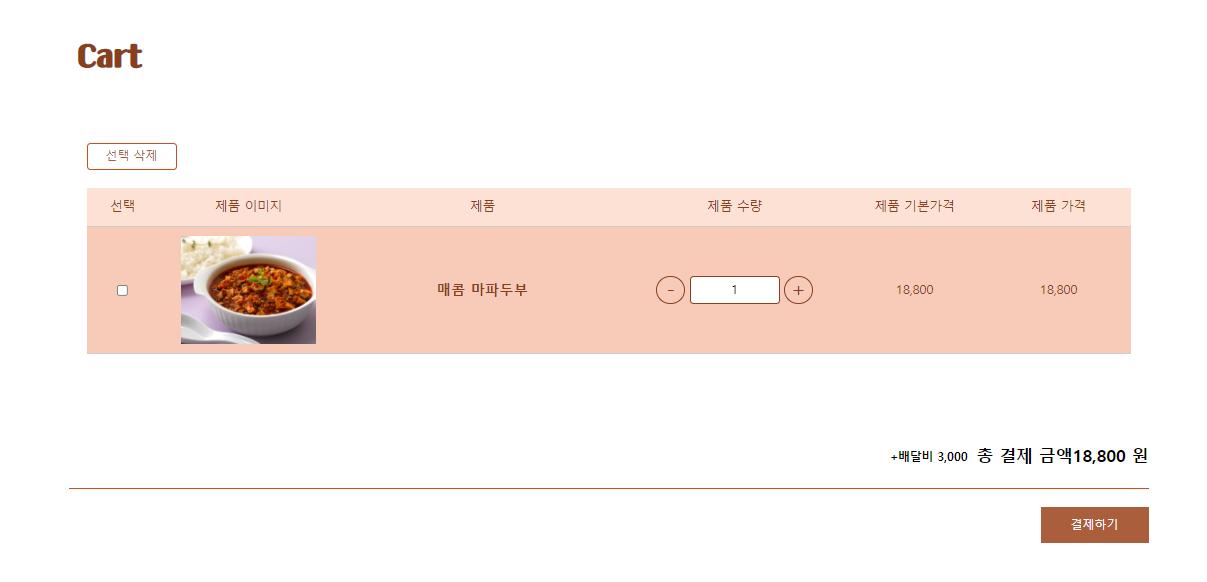 Cart
선택 삭제
선택 제품 이미지 제품 제품 수량 제품 기본가격 제품 가격
매콤 마파두부 - 1 + 18,800 18,800
+배달비 3,000 총 결제 금액18,800 원
결제하기